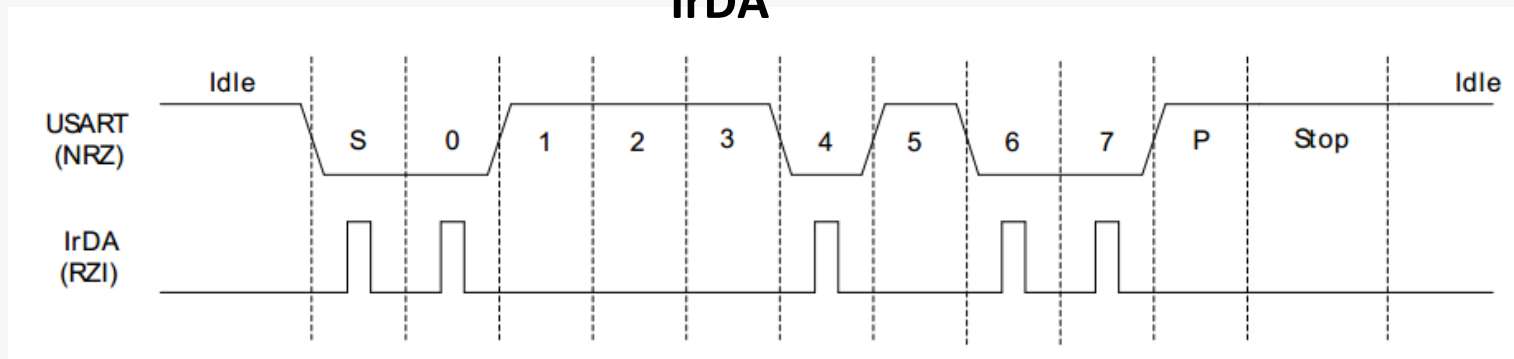 IrDA
Idle
Idle
USART
(NRZ)
S 0 1 2 3 4 5 6 7 P Stop
IrDA
(RZI)